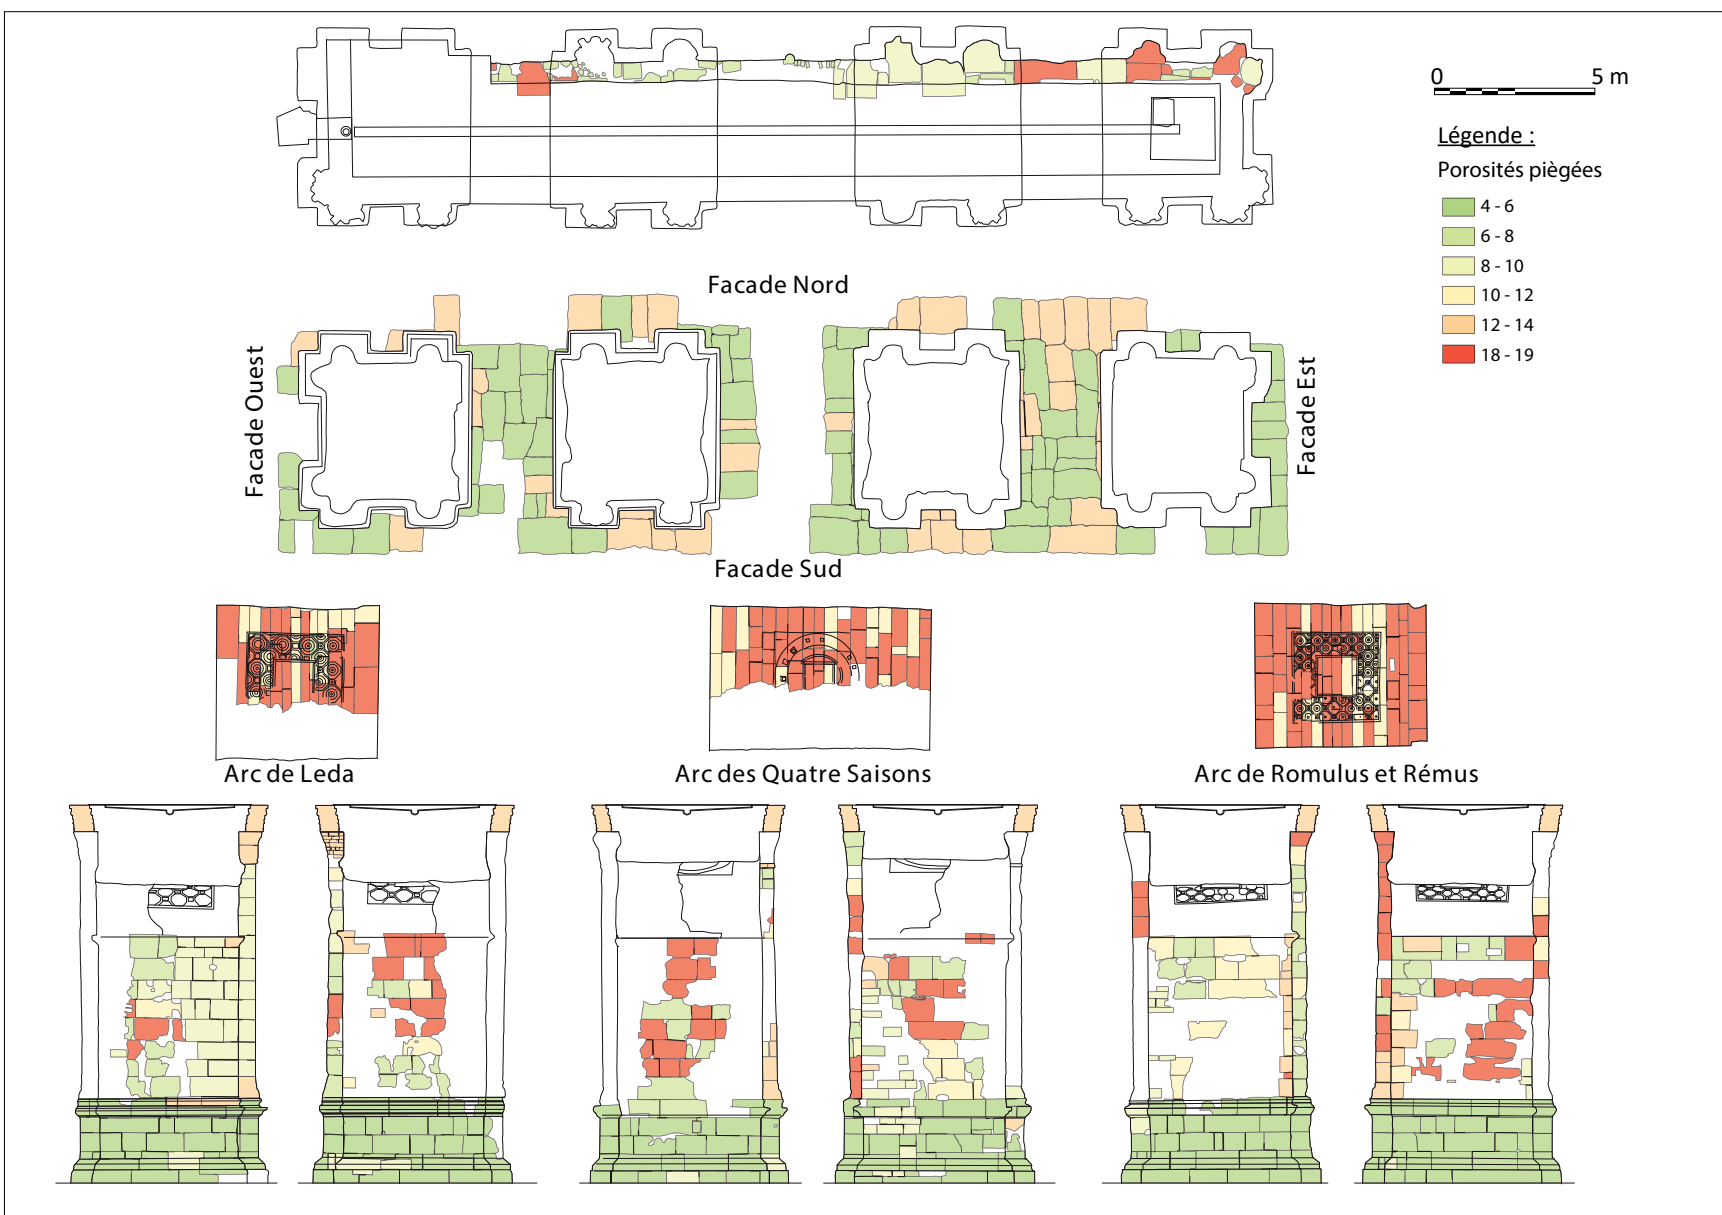 0 5 m
Légende :
Porosités piègées
4 - 6
6 - 8
8 - 10
10 - 12
12 - 14
18 - 19
Facade Nord
Facade Ouest
Facade Est
Facade Sud
Arc de Leda
Arc des Quatre Saisons
Arc de Romulus et Rémus